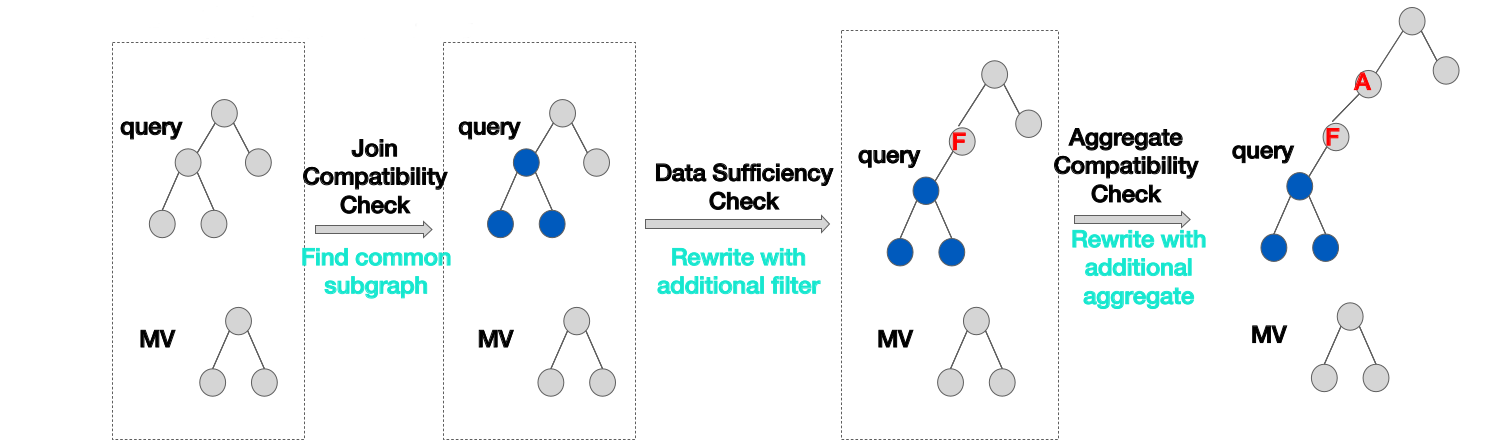 query
MV
Join
Compatibility
Check
Find common
subgraph
query
MV
Data Sufficiency
Check
Rewrite with
additional filter
F
query
MV
Aggregate
Compatibility
Check
Rewrite with
additional
aggregate
A
F
query
MV